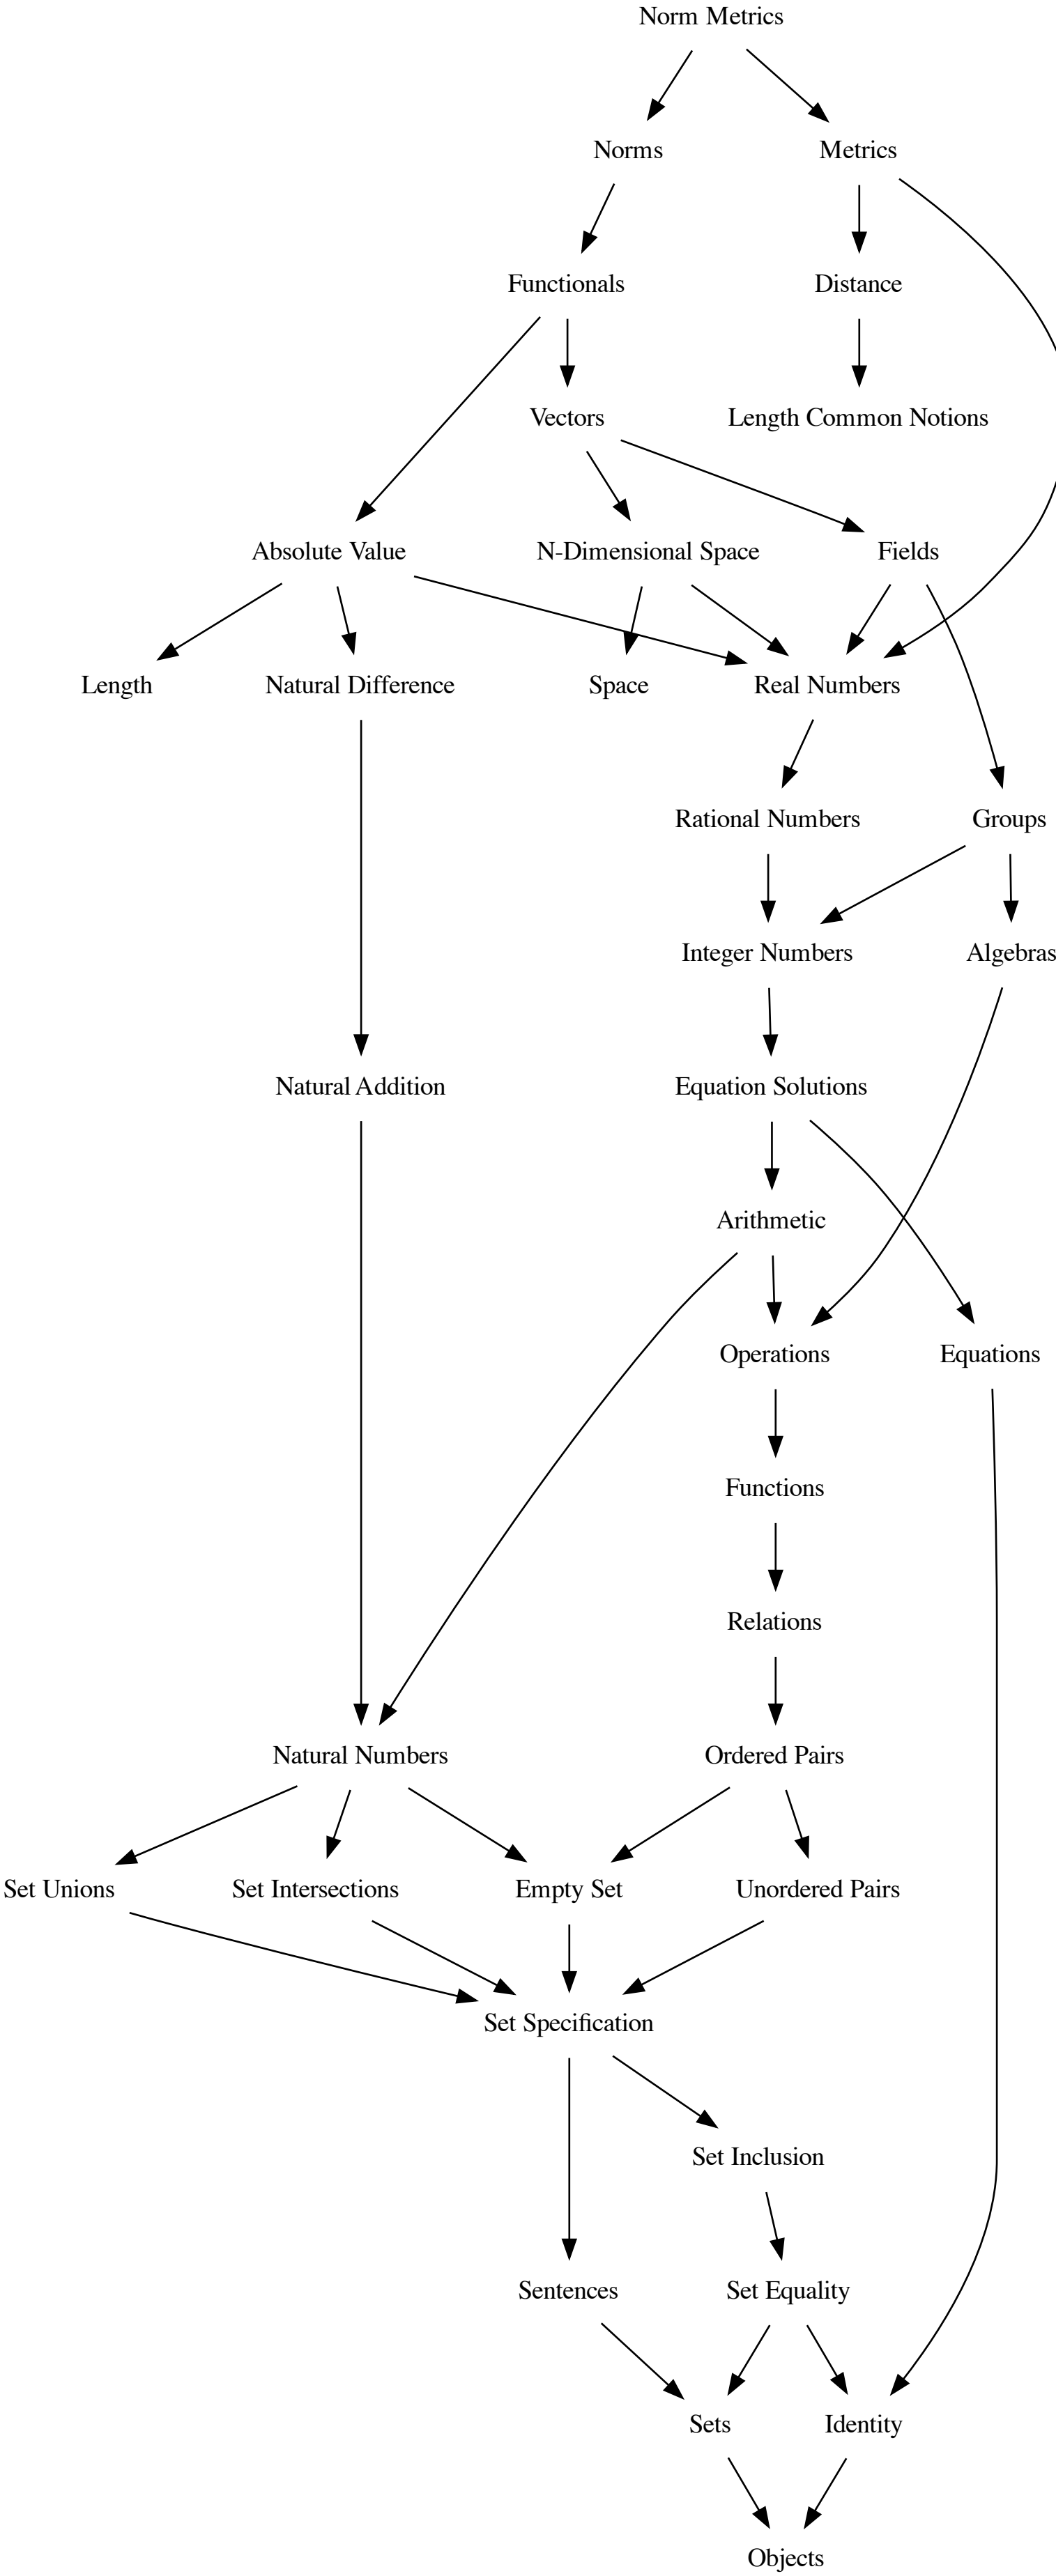 Norm Metrics
Norms
Metrics
Functionals
Distance
Vectors
Length Common Notions
Absolute Value
N-Dimensional Space
Fields
Length
Natural Difference
Space
Real Numbers
Rational Numbers
Groups
Integer Numbers
Algebras
Natural Addition
Equation Solutions
Arithmetic
Operations
Equations
Functions
Relations
Natural Numbers
Ordered Pairs
Set Unions
Set Intersections
Empty Set
Unordered Pairs
Set Specification
Set Inclusion
Sentences
Set Equality
Sets
Identity
Objects